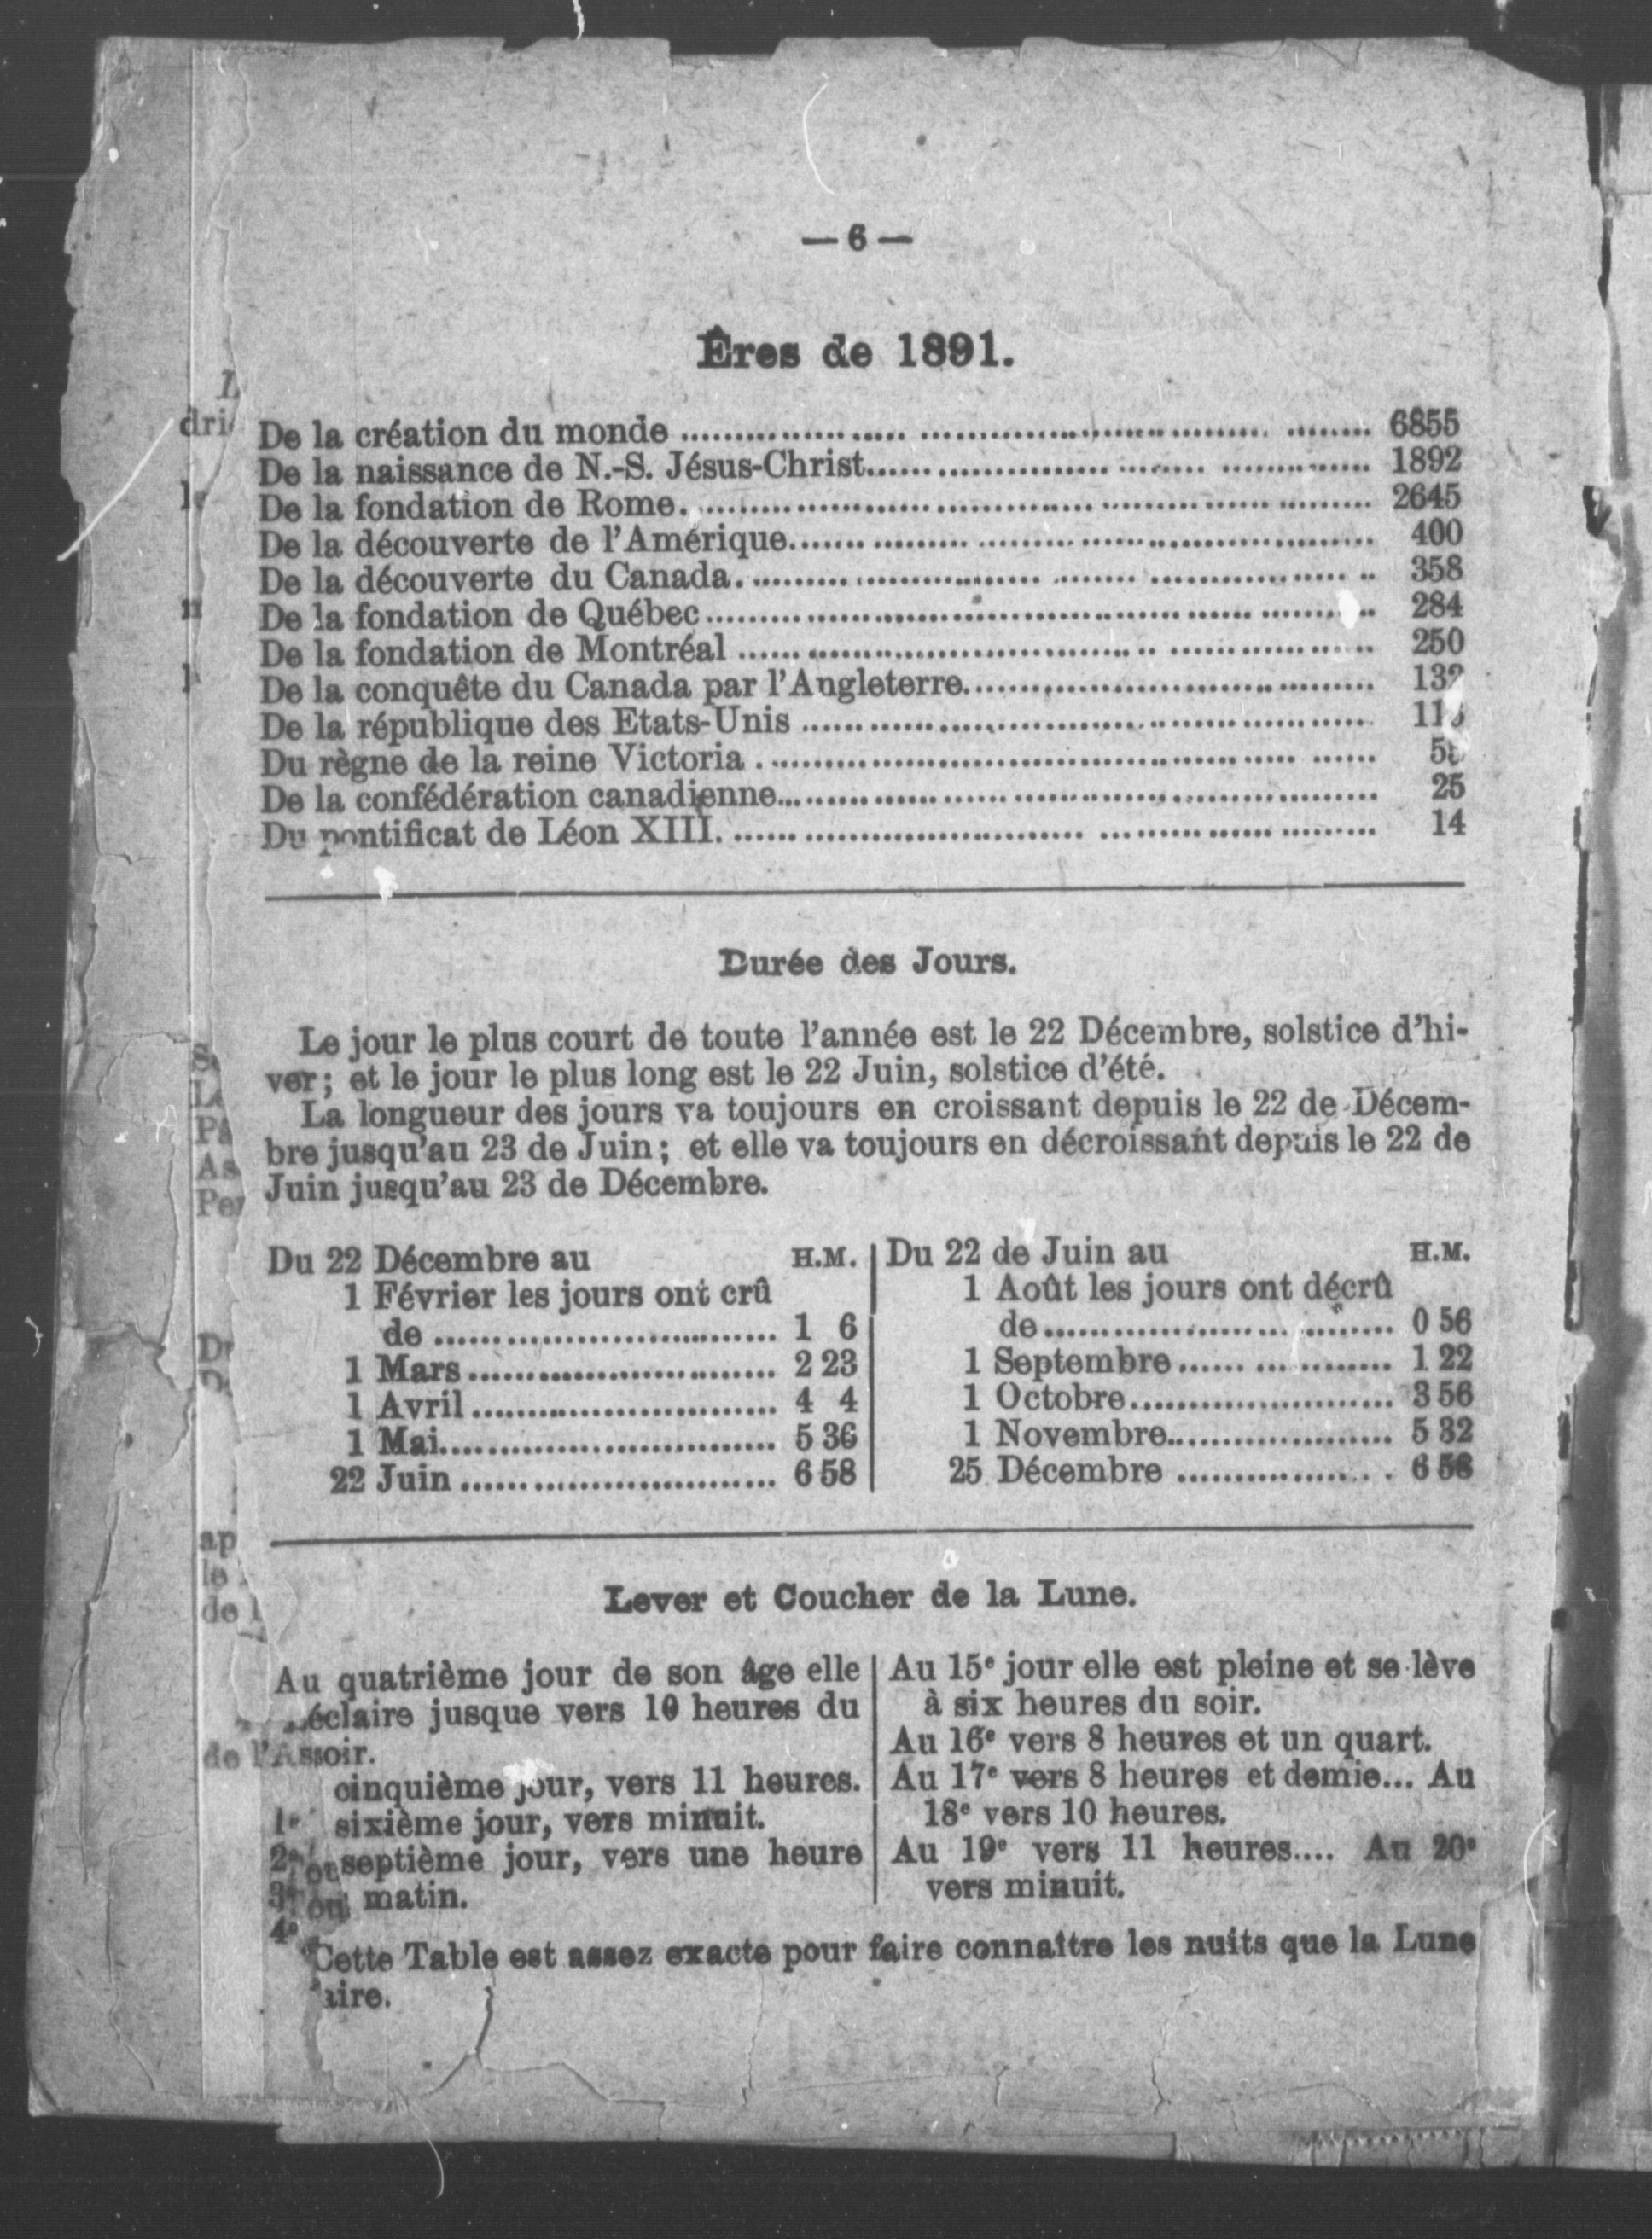 — 6 —
Êres de 1891.
De la création du monde ........ 6855
De la naissance de N.-S. Jésus-Christ........ 1892
De la fondation de Rome........ 2645
De la découverte de l'Amérique........ 400
De la découverte du Canada........ 358
De la fondation de Québec........ 284
De la fondation de Montréal ........ 250
De la conquête du Canada par l'Angleterre........ 132
De la république des Etats-Unis ........
Du règne de la reine Victoria ........
De la confédération canadienne........ 25
Du pontificat de Léon XIII. ........ 14
Durée des Jours.
Le jour le plus court de toute l'année est le 22 Décembre, solstice d'hi-
ver; et le jour le plus long est le 22 Juin, solstice d'été.
La longueur des jours va toujours en croissant depuis le 22 de Décem-
bre jusqu'au 23 de Juin; et elle va toujours en décroissant depuis le 22 de
Juin jusqu'au 23 de Décembre.
Du 22 Décembre au H.M.
1 Février les jours ont crû
de ........ 1 6
1 Mars ........ 2 23
1 Avril ........ 4 4
1 Mai........ 5 36
22 Juin ........ 6 58
Du 22 de Juin au H.M.
1 Août les jours ont décrû
de ........ 0 56
1 Septembre ........ 1 22
1 Octobre........ 3 56
1 Novembre........ 5 32
25 Décembre ........ 6 58
Lever et Coucher de la Lune.
Au quatrième jour de son âge elle
éclaire jusque vers 10 heures du
soir.
cinquième jour, vers 11 heures.
sixième jour, vers minuit.
septième jour, vers une heure
matin.
Au 15e jour elle est pleine et se lève
à six heures du soir.
Au 16e vers 8 heures et un quart.
Au 17e vers 8 heures et demie... Au
18e vers 10 heures.
Au 19e vers 11 heures.... Au 20e
vers minuit.
Cette Table est assez exacte pour faire connaître les nuits que la Lune